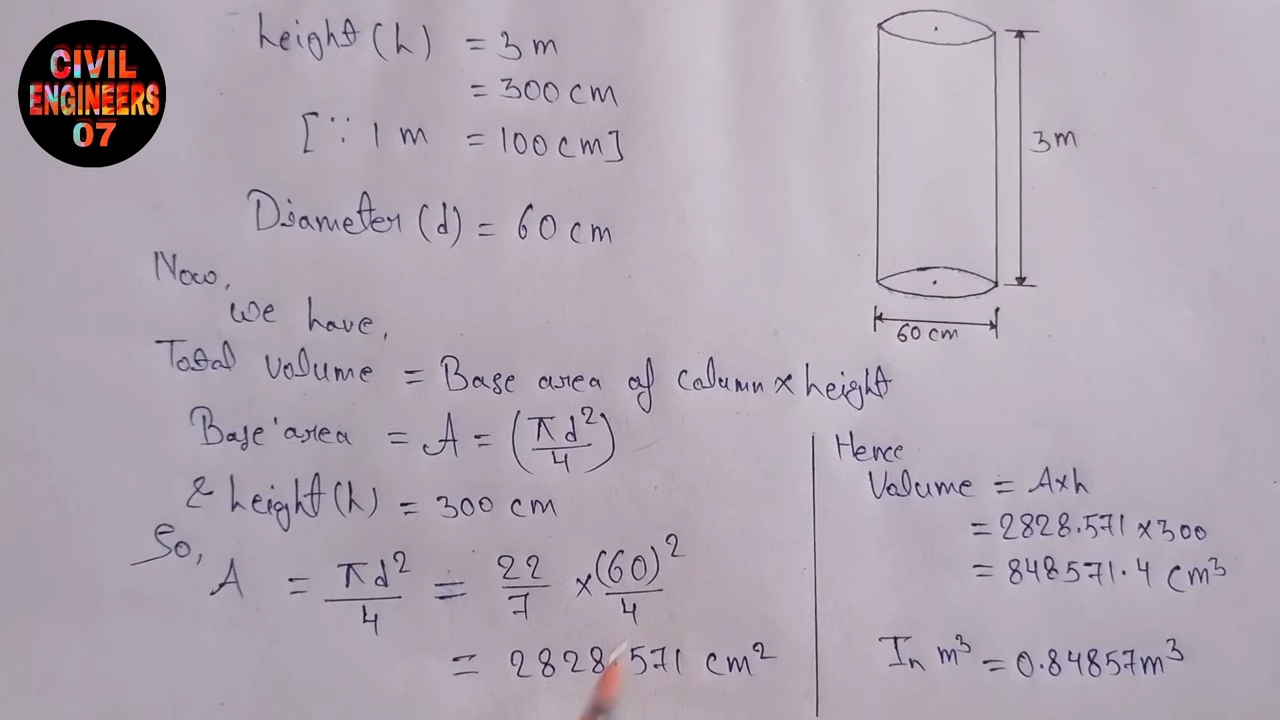 CIVIL
ENGINEERS
07
height (h) = 3 m
= 300 cm
[∵ 1 m = 100 cm]
Diameter (d) = 60 cm
3m
60 cm
Now,
we have,
Total volume = Base area of column × height
Base area = A = (πd²/4)
& height (h) = 300 cm
So,
A = πd²/4 = 22/7 × (60)²/4
= 2828.571 cm²
Hence
Volume = A×h
= 2828.571 × 300
= 848571.4 cm³
In m³ = 0.84857m³